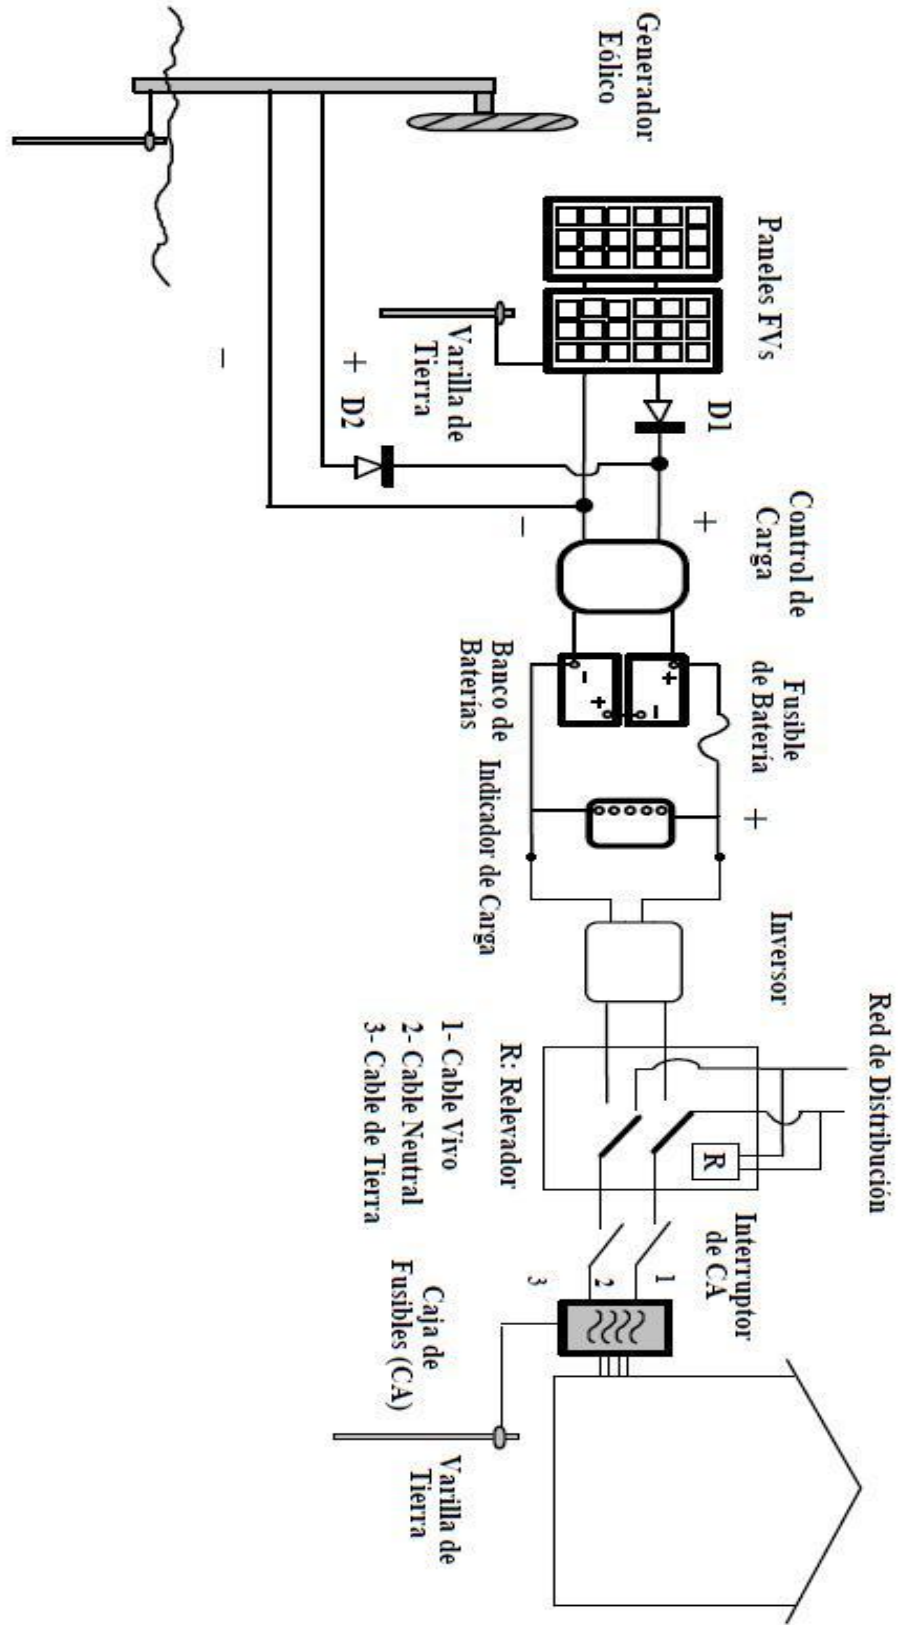 Generador
Eólico
Paneles FVs
Varilla de
Tierra
D1
+
D2
-
Control de
Carga
+
-
Fusible
de Batería
+
-
+
-
Banco de
Baterías
+
Indicador de Carga
Inversor
Red de Distribución
R
R: Relevador
1- Cable Vivo
2- Cable Neutral
3- Cable de Tierra
Interruptor
de CA
1
2
3
Caja de
Fusibles (CA)
Varilla de
Tierra